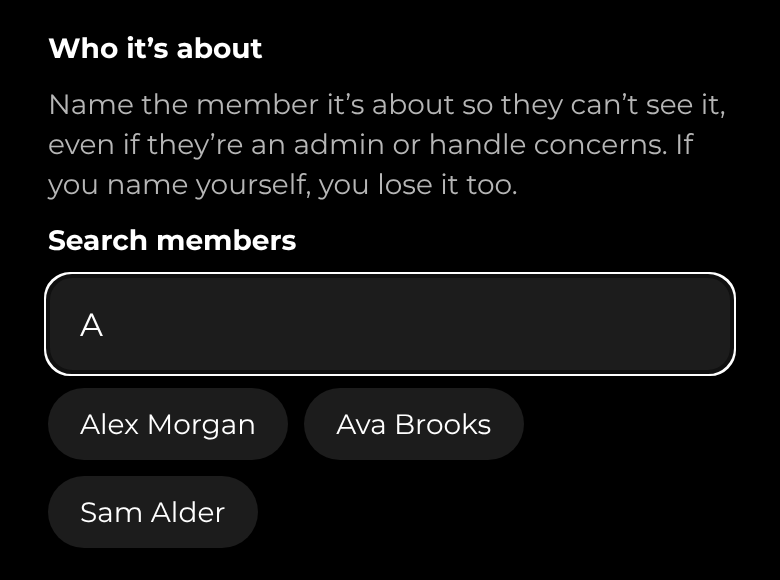 Who it’s about
Name the member it’s about so they can’t see it,
even if they’re an admin or handle concerns. If
you name yourself, you lose it too.
Search members
A
Alex Morgan
Ava Brooks
Sam Alder